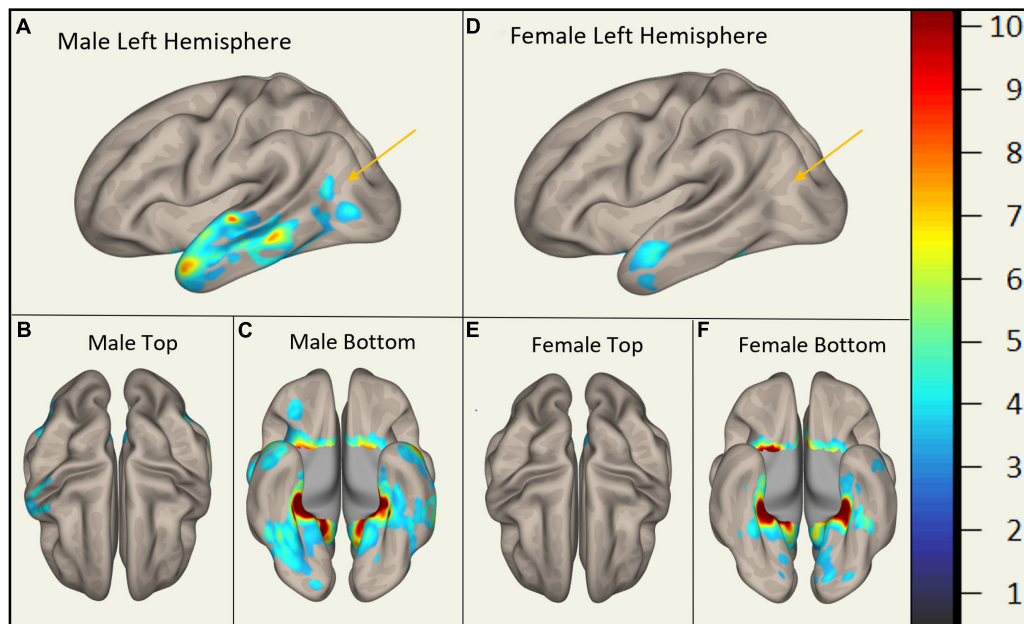 A
Male Left Hemisphere
D
Female Left Hemisphere
B
Male Top
C
Male Bottom
E
Female Top
F
Female Bottom
10
9
8
7
6
5
4
3
2
1